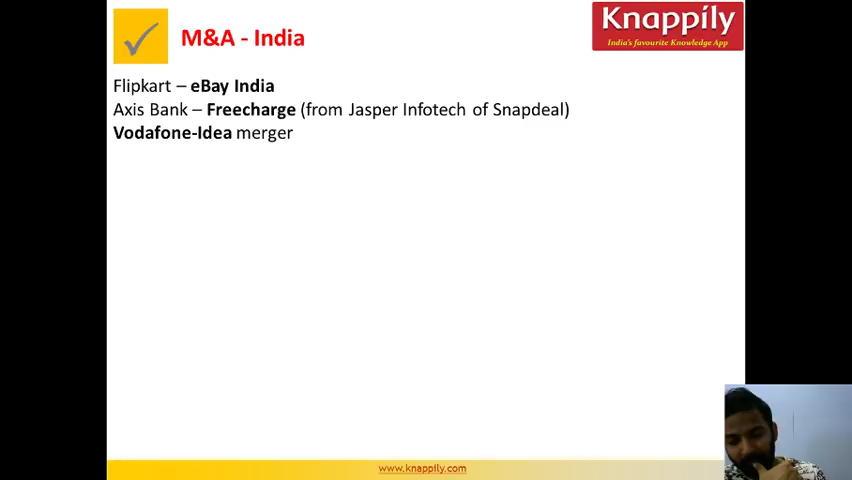 M&A - India
Knappily
India's favourite Knowledge App
Flipkart – eBay India
Axis Bank – Freecharge (from Jasper Infotech of Snapdeal)
Vodafone-Idea merger
www.knappily.com